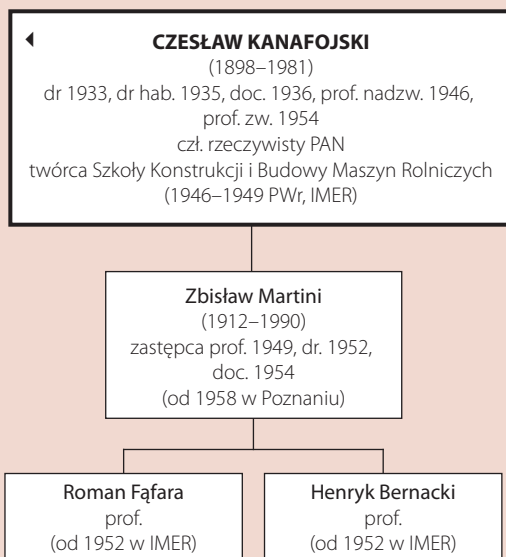 CZESŁAW KANAFOJSKI
(1898–1981)
dr 1933, dr hab. 1935, doc. 1936, prof. nadzw. 1946,
prof. zw. 1954
czł. rzeczywisty PAN
twórca Szkoły Konstrukcji i Budowy Maszyn Rolniczych
(1946–1949 PWr, IMER)
Zbisław Martini
(1912–1990)
zastępca prof. 1949, dr. 1952,
doc. 1954
(od 1958 w Poznaniu)
Roman Fąfara
prof.
(od 1952 w IMER)
Henryk Bernacki
prof.
(od 1952 w IMER)